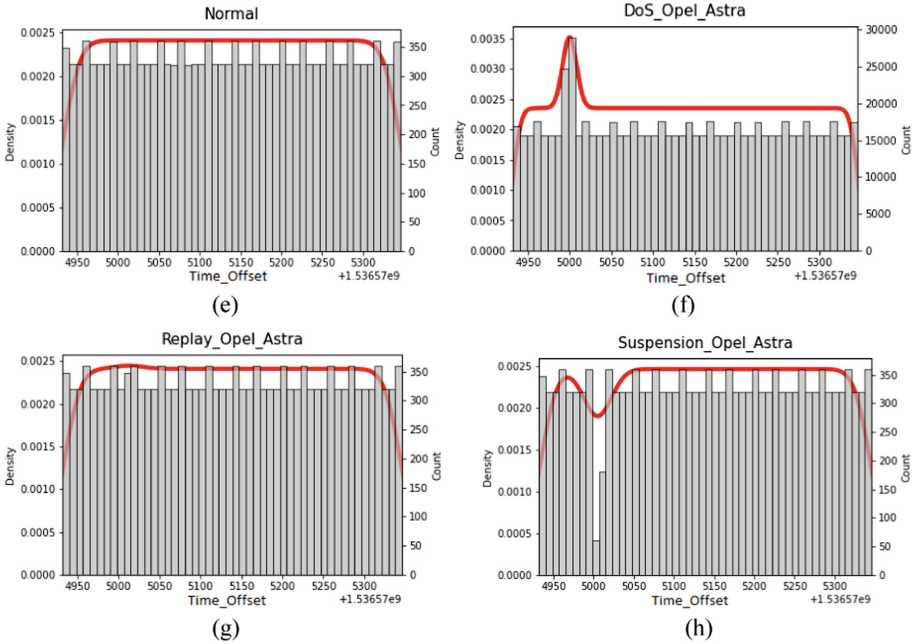 Normal
0.0025
0.0020
0.0015
0.0010
0.0005
0.0000
Density
350
300
250
200
150
100
50
0
Count
4950 5000 5050 5100 5150 5200 5250 5300
Time_Offset
+1.53657e9
(e)
DoS_Opel_Astra
0.0035
0.0030
0.0025
0.0020
0.0015
0.0010
0.0005
0.0000
Density
30000
25000
20000
15000
10000
5000
0
Count
4950 5000 5050 5100 5150 5200 5250 5300
Time_Offset
+1.53657e9
(f)
Replay_Opel_Astra
0.0025
0.0020
0.0015
0.0010
0.0005
0.0000
Density
350
300
250
200
150
100
50
0
Count
4950 5000 5050 5100 5150 5200 5250 5300
Time_Offset
+1.53657e9
(g)
Suspension_Opel_Astra
0.0025
0.0020
0.0015
0.0010
0.0005
0.0000
Density
350
300
250
200
150
100
50
0
Count
4950 5000 5050 5100 5150 5200 5250 5300
Time_Offset
+1.53657e9
(h)